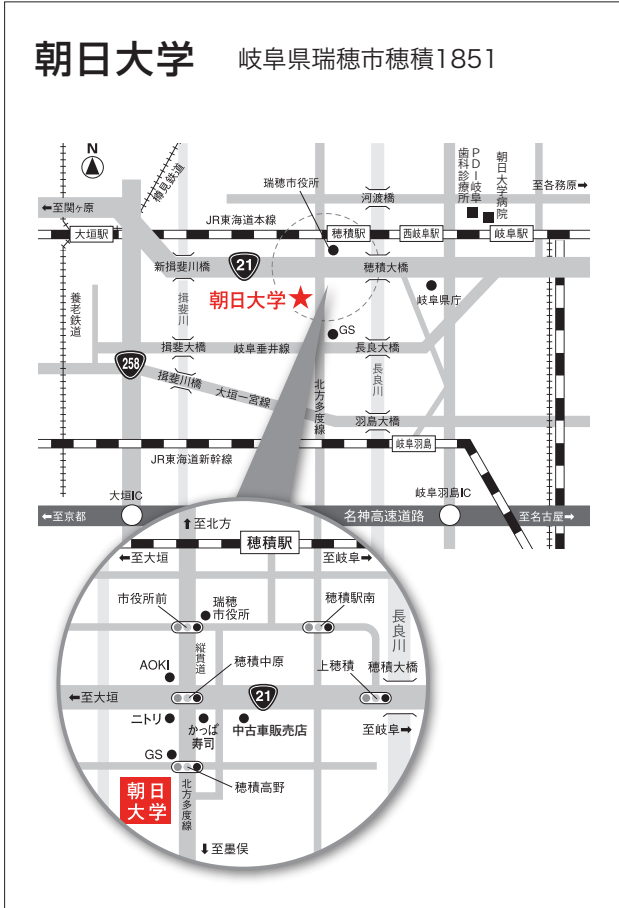 朝日大学
岐阜県瑞穂市穂積1851
N
樽見鉄道
瑞穂市役所
河渡橋
PDI岐阜
歯科診療所
朝日大学病院
至各務原➡
⬅至関ヶ原
JR東海道本線
大垣駅
穂積駅
西岐阜駅
岐阜駅
新揖斐川橋
21
穂積大橋
朝日大学★
岐阜県庁
養老鉄道
揖斐川
GS
揖斐大橋
岐阜垂井線
長良大橋
258
揖斐川橋
大垣一宮線
北方多度線
長良川
羽島大橋
岐阜羽島
JR東海道新幹線
大垣IC
岐阜羽島IC
⬅至京都
名神高速道路
至名古屋➡
⬆至北方
穂積駅
⬅至大垣
至岐阜➡
市役所前
瑞穂
市役所
穂積駅南
長良川
縦貫道
AOKI
穂積中原
上穂積
穂積大橋
⬅至大垣
21
ニトリ
かっぱ
寿司
中古車販売店
至岐阜➡
GS
穂積高野
朝日
大学
北方多度線
⬇至墨俣